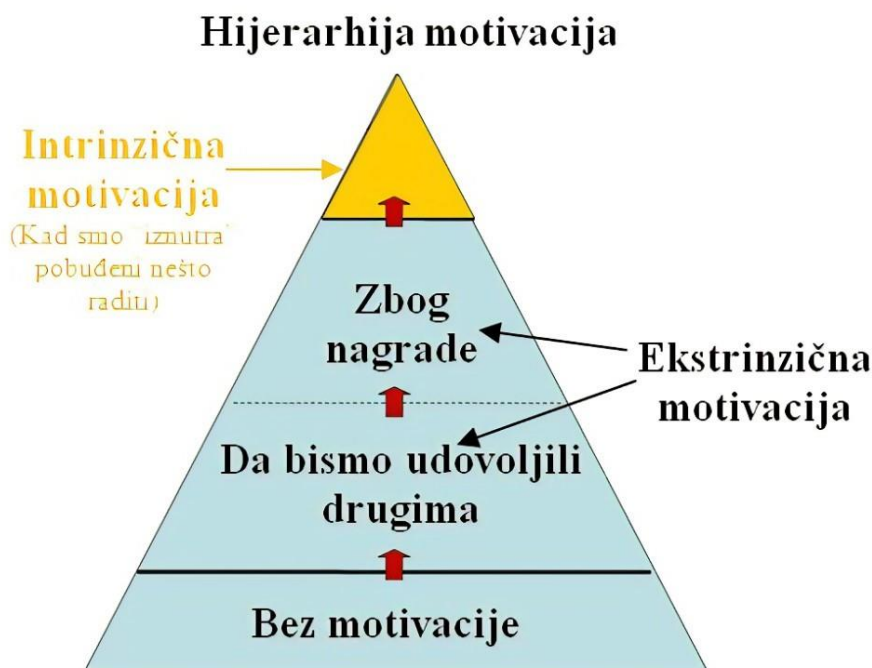 Hijerarhija motivacija
Intrinzična
motivacija
(Kad smo "iznutra"
pobuđeni nešto
raditi)
Zbog
nagrade
Ekstrinzična
motivacija
Da bismo udovoljili
drugima
Bez motivacije